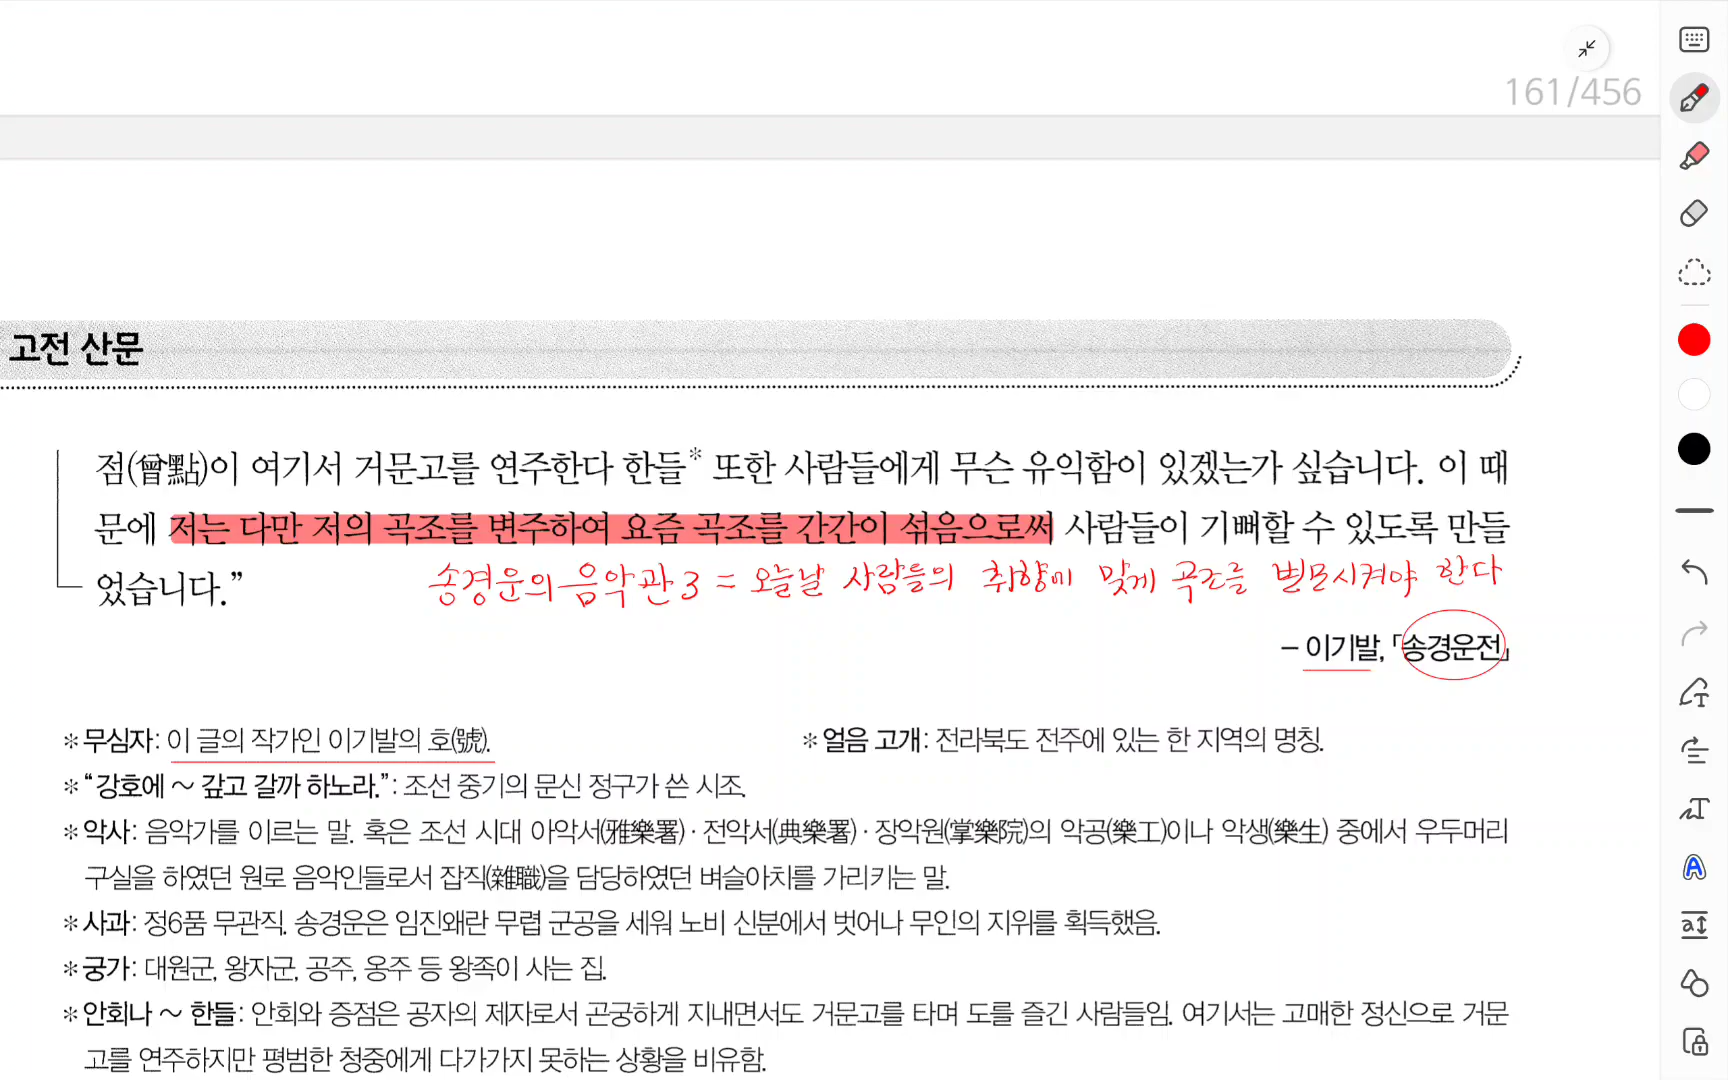 161/456
고전 산문
점(曾點)이 여기서 거문고를 연주한다 한들* 또한 사람들에게 무슨 유익함이 있겠는가 싶습니다. 이 때
문에 저는 다만 저의 곡조를 변주하여 요즘 곡조를 간간이 섞음으로써 사람들이 기뻐할 수 있도록 만들
었습니다.”
송경운의 음악관 3 = 오늘날 사람들의 취향에 맞게 곡조를 변모시켜야 한다
– 이기발, 「송경운전」
*무심자: 이 글의 작가인 이기발의 호(號).
*얼음 고개: 전라북도 전주에 있는 한 지역의 명칭.
*“강호에 ~ 갚고 갈까 하노라.”: 조선 중기의 문신 정구가 쓴 시조.
*악사: 음악가를 이르는 말. 혹은 조선 시대 아악서(雅樂署)·전악서(典樂署)·장악원(掌樂院)의 악공(樂工)이나 악생(樂生) 중에서 우두머리
구실을 하였던 원로 음악인들로서 잡직(雜職)을 담당하였던 벼슬아치를 가리키는 말.
*사과: 정6품 무관직. 송경운은 임진왜란 무렵 군공을 세워 노비 신분에서 벗어나 무인의 지위를 획득했음.
*궁가: 대원군, 왕자군, 공주, 옹주 등 왕족이 사는 집.
*안회나 ~ 한들: 안회와 증점은 공자의 제자로서 곤궁하게 지내면서도 거문고를 타며 도를 즐긴 사람들임. 여기서는 고매한 정신으로 거문
고를 연주하지만 평범한 청중에게 다가가지 못하는 상황을 비유함.